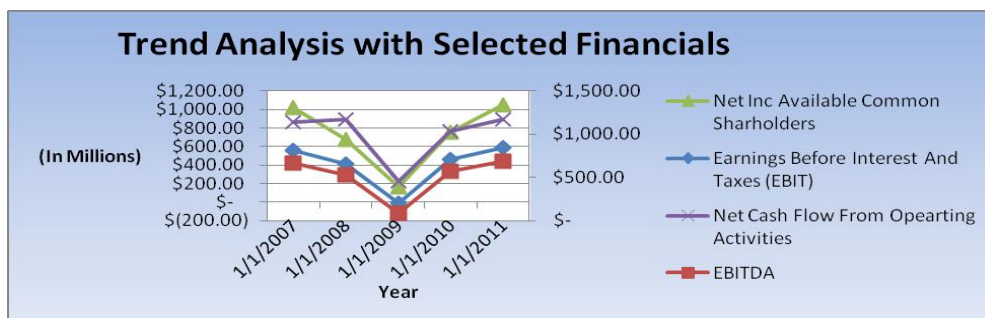 Trend Analysis with Selected Financials
(In Millions)
$1,200.00
$1,000.00
$800.00
$600.00
$400.00
$200.00
$-
$(200.00)
$1,500.00
$1,000.00
$500.00
$-
1/1/2007
1/1/2008
1/1/2009
1/1/2010
1/1/2011
Year
Net Inc Available Common
Sharholders
Earnings Before Interest And
Taxes (EBIT)
Net Cash Flow From Opearting
Activities
EBITDA